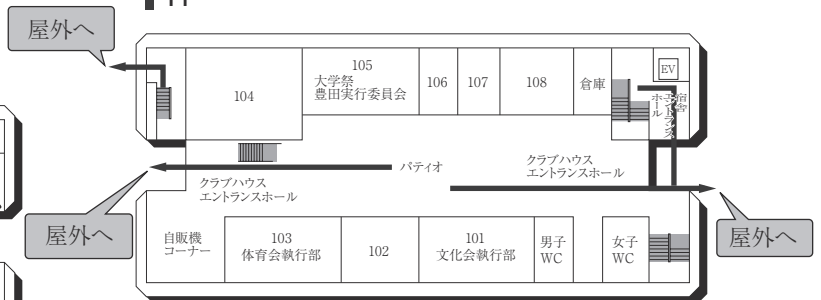 屋外へ
104
105
大学祭
豊田実行委員会
106
107
108
倉庫
EV
宿舎
エントランス
ホール
パティオ
クラブハウス
エントランスホール
クラブハウス
エントランスホール
屋外へ
屋外へ
自販機
コーナー
103
体育会執行部
102
101
文化会執行部
男子
WC
女子
WC